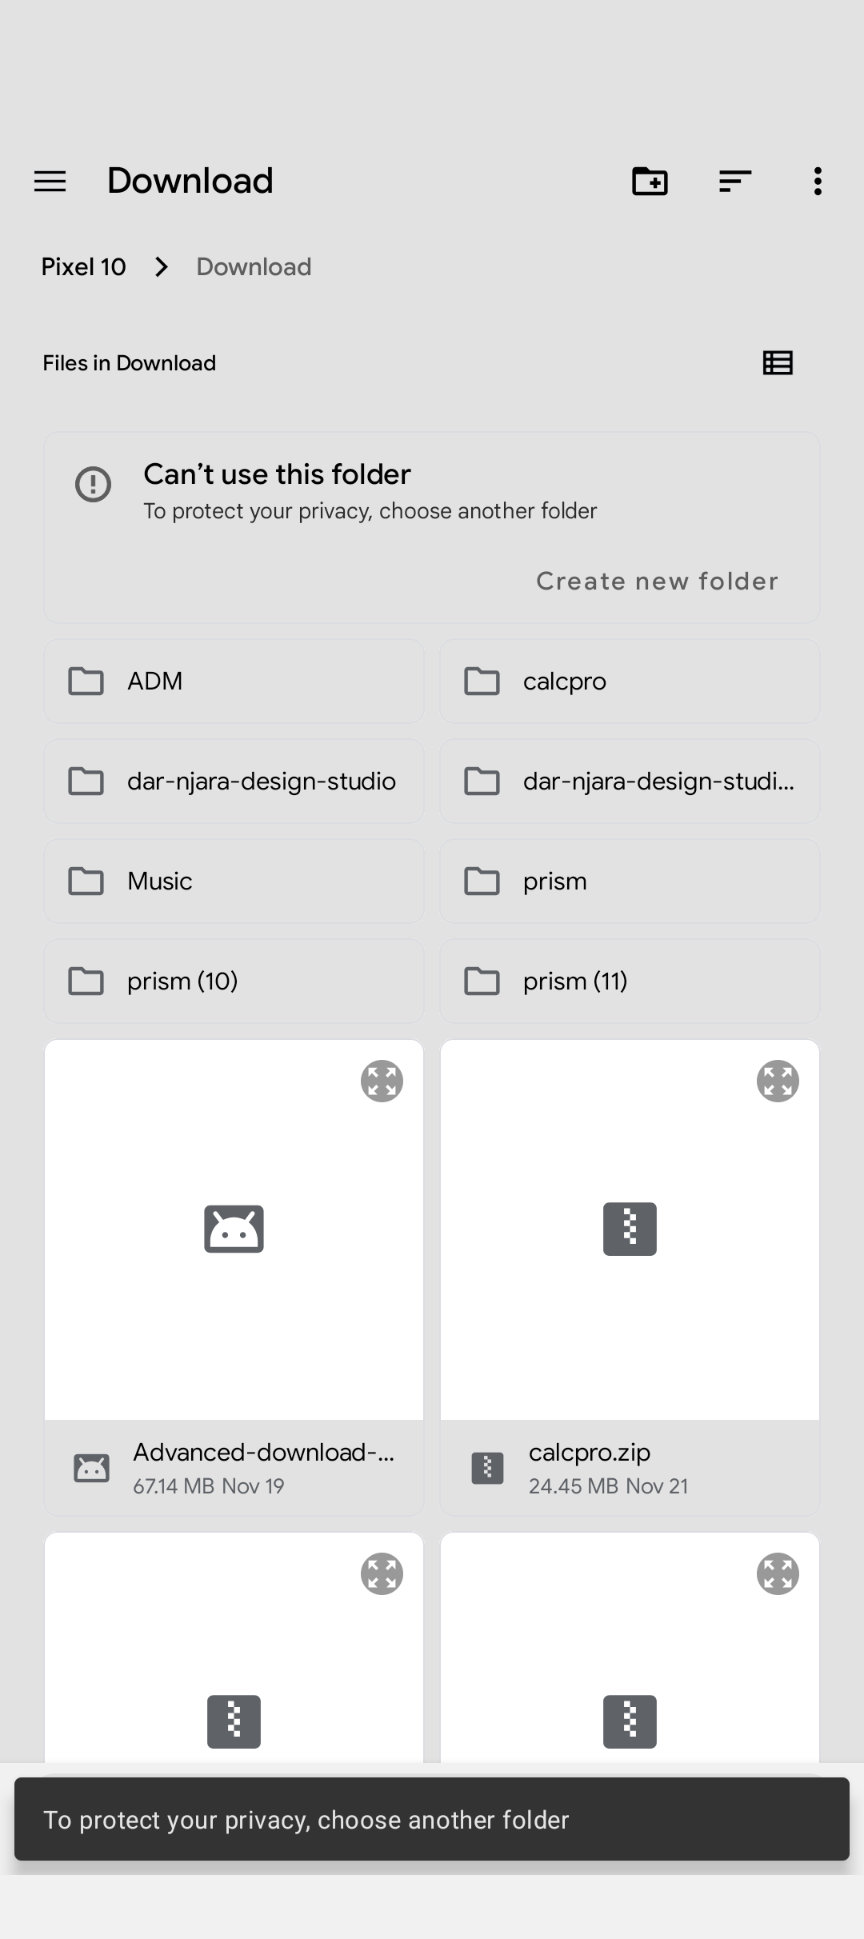 Download
Pixel 10
Download
Files in Download
Can’t use this folder
To protect your privacy, choose another folder
Create new folder
ADM
calcpro
dar-njara-design-studio
dar-njara-design-studi...
Music
prism
prism (10)
prism (11)
Advanced-download-...
67.14 MB Nov 19
calcpro.zip
24.45 MB Nov 21
To protect your privacy, choose another folder